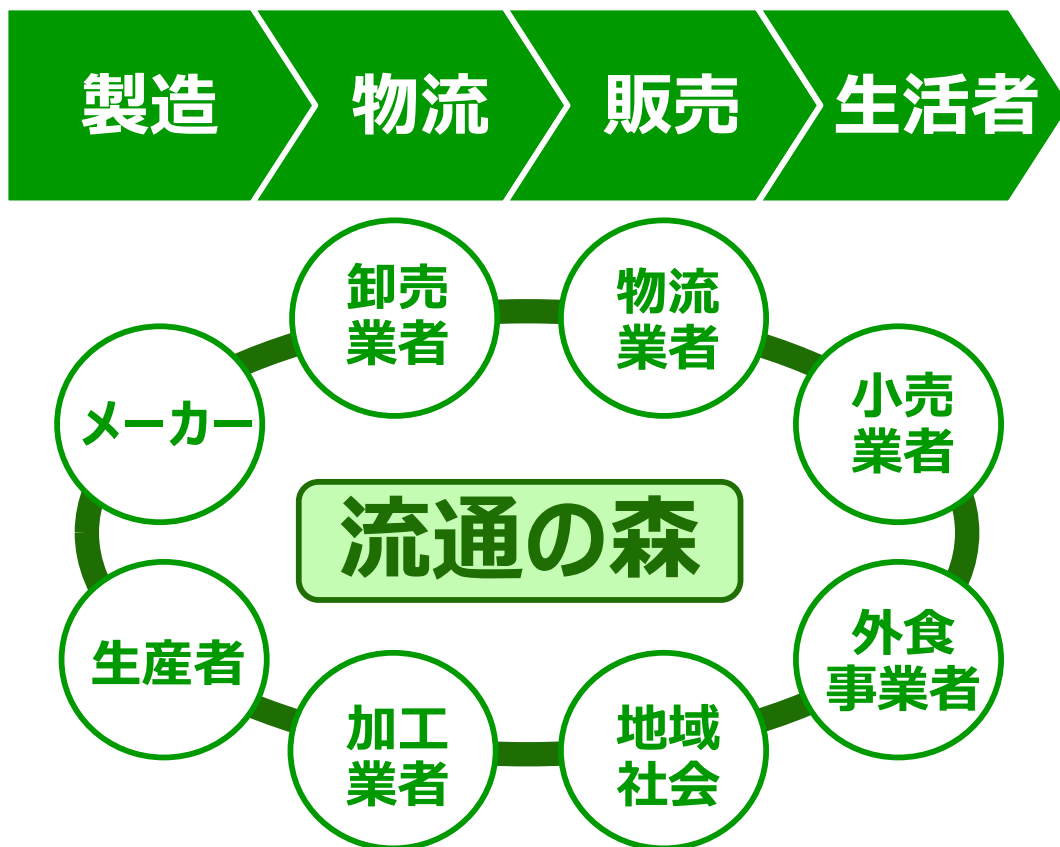 製造
物流
販売
生活者
卸売
業者
物流
業者
メーカー
小売
業者
流通の森
生産者
外食
事業者
加工
業者
地域
社会